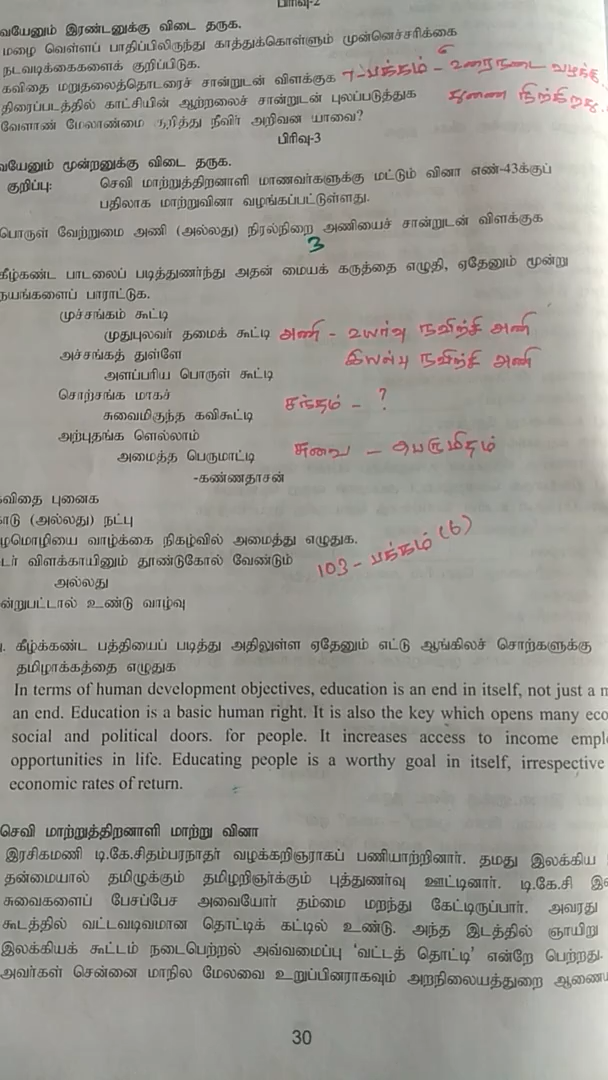 பிரிவு-2
வயேனும் இரண்டனுக்கு விடை தருக.
மழை வெள்ளப் பாதிப்பிலிருந்து காத்துக்கொள்ளும் முன்னெச்சரிக்கை
நடவடிக்கைகளைக் குறிப்பிடுக.
கவிதை மறுதலைத்தொடரைச் சான்றுடன் விளக்குக 7-பக்கம் - உரைநடை வழக்கு
திரைப்படத்தில் காட்சியின் ஆற்றலைச் சான்றுடன் புலப்படுத்துக துணை நிற்கிறது.
வேளாண் மேலாண்மை குறித்து நீவிர் அறிவன யாவை?
பிரிவு-3
வயேனும் மூன்றனுக்கு விடை தருக.
குறிப்பு: செவி மாற்றுத்திறனாளி மாணவர்களுக்கு மட்டும் வினா எண்-43க்குப்
பதிலாக மாற்றுவினா வழங்கப்பட்டுள்ளது.
பொருள் வேற்றுமை அணி (அல்லது) நிரல்நிறை அணியைச் சான்றுடன் விளக்குக
3
கீழ்கண்ட பாடலைப் படித்துணர்ந்து அதன் மையக் கருத்தை எழுதி, ஏதேனும் மூன்று
நயங்களைப் பாராட்டுக.
முச்சங்கம் கூட்டி
முதுபுலவர் தமைக் கூட்டி அணி - உயர்வு நவிற்சி அணி
அச்சங்கத் துள்ளே இயல்பு நவிற்சி அணி
அளப்பரிய பொருள் கூட்டி
சொற்சங்க மாகச் சந்தம் - ?
சுவைமிகுந்த கவிகூட்டி
அற்புதங்க ளெல்லாம்
அமைத்த பெருமாட்டி சுவை - பெருமிதம்
-கண்ணதாசன்
கவிதை புனைக
காடு (அல்லது) நட்பு
ழமொழியை வாழ்க்கை நிகழ்வில் அமைத்து எழுதுக.
டர் விளக்காயினும் தூண்டுகோல் வேண்டும் 103-பக்கம் (6)
அல்லது
ன்றுபட்டால் உண்டு வாழ்வு
. கீழ்க்கண்ட பத்தியைப் படித்து அதிலுள்ள ஏதேனும் எட்டு ஆங்கிலச் சொற்களுக்கு
தமிழாக்கத்தை எழுதுக
In terms of human development objectives, education is an end in itself, not just a m
an end. Education is a basic human right. It is also the key which opens many eco
social and political doors. for people. It increases access to income empl
opportunities in life. Educating people is a worthy goal in itself, irrespective
economic rates of return.
செவி மாற்றுத்திறனாளி மாற்று வினா
இரசிகமணி டி.கே.சிதம்பரநாதர் வழக்கறிஞராகப் பணியாற்றினார். தமது இலக்கிய
தன்மையால் தமிழுக்கும் தமிழறிஞர்க்கும் புத்துணர்வு ஊட்டினார். டி.கே.சி இ
சுவைகளைப் பேசப்பேச அவையோர் தம்மை மறந்து கேட்டிருப்பார். அவரது
கூடத்தில் வட்டவடிவமான தொட்டிக் கட்டில் உண்டு. அந்த இடத்தில் ஞாயிறு
இலக்கியக் கூட்டம் நடைபெற்றல் அவ்வமைப்பு 'வட்டத் தொட்டி' என்றே பெற்றது.
அவர்கள் சென்னை மாநில மேலவை உறுப்பினராகவும் அறநிலையத்துறை ஆணைய
30